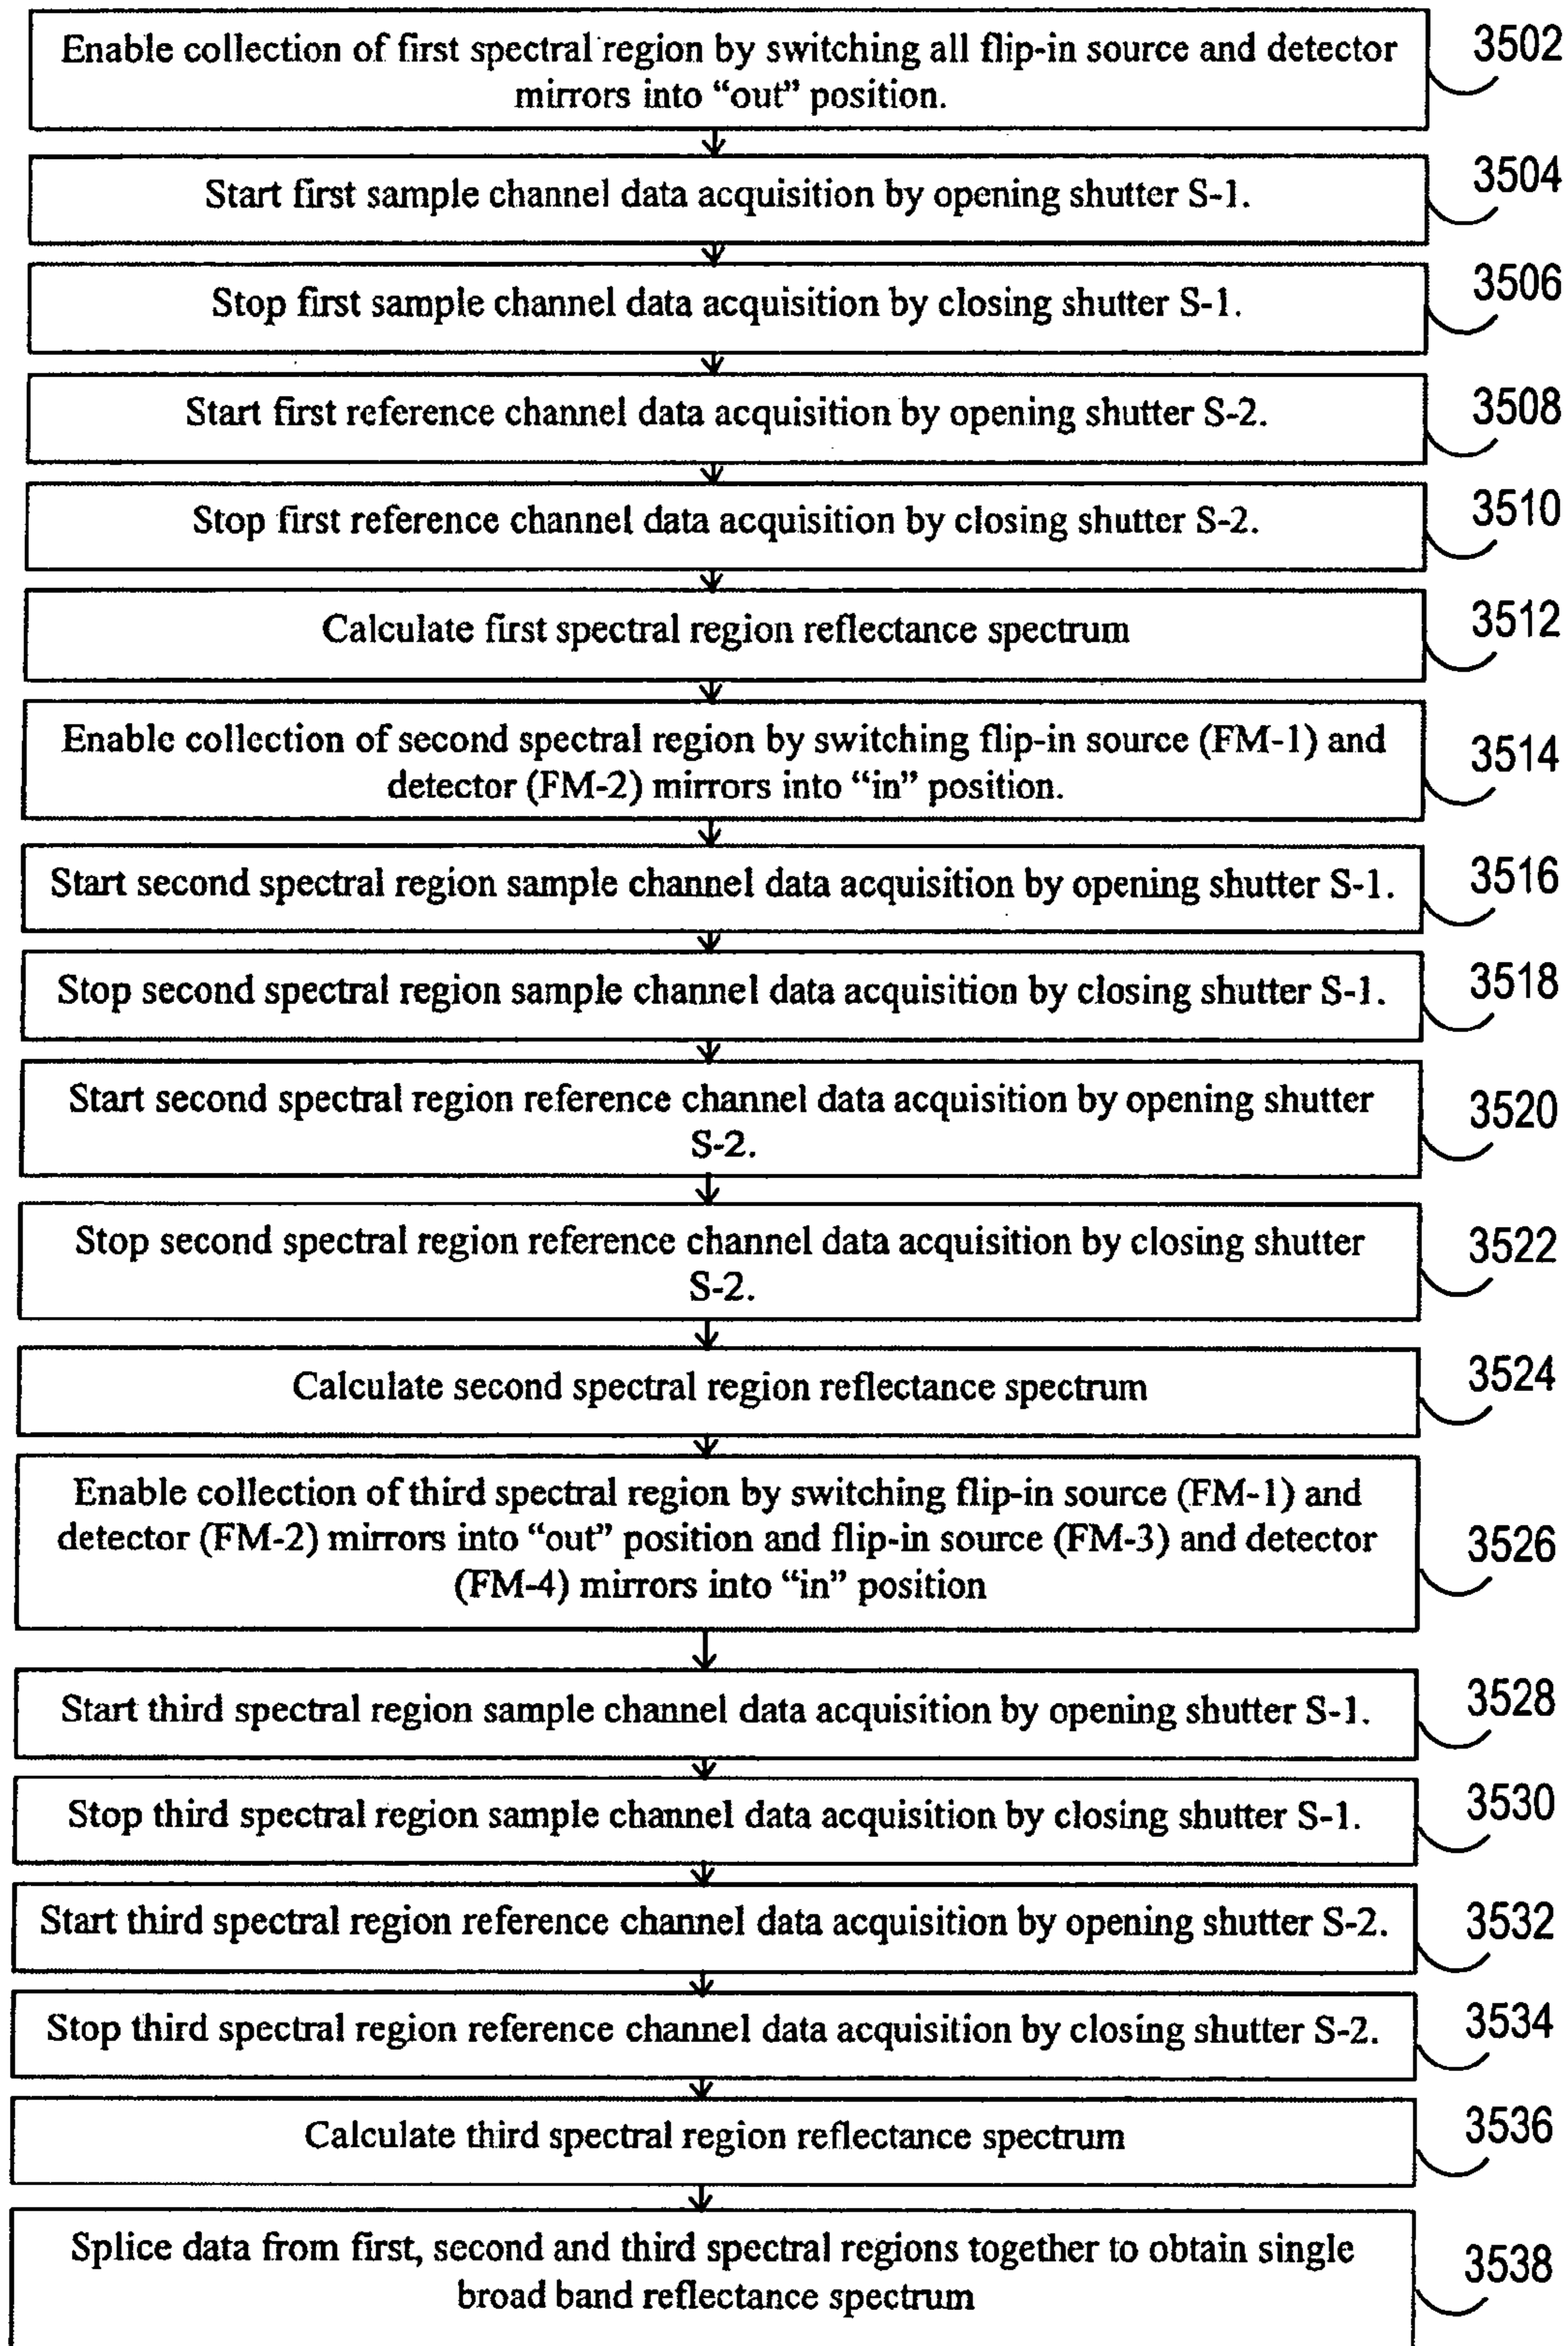 Enable collection of first spectral region by switching all flip-in source and detector
mirrors into “out” position.
3502
Start first sample channel data acquisition by opening shutter S-1.
3504
Stop first sample channel data acquisition by closing shutter S-1.
3506
Start first reference channel data acquisition by opening shutter S-2.
3508
Stop first reference channel data acquisition by closing shutter S-2.
3510
Calculate first spectral region reflectance spectrum
3512
Enable collection of second spectral region by switching flip-in source (FM-1) and
detector (FM-2) mirrors into “in” position.
3514
Start second spectral region sample channel data acquisition by opening shutter S-1.
3516
Stop second spectral region sample channel data acquisition by closing shutter S-1.
3518
Start second spectral region reference channel data acquisition by opening shutter
S-2.
3520
Stop second spectral region reference channel data acquisition by closing shutter
S-2.
3522
Calculate second spectral region reflectance spectrum
3524
Enable collection of third spectral region by switching flip-in source (FM-1) and
detector (FM-2) mirrors into “out” position and flip-in source (FM-3) and detector
(FM-4) mirrors into “in” position
3526
Start third spectral region sample channel data acquisition by opening shutter S-1.
3528
Stop third spectral region sample channel data acquisition by closing shutter S-1.
3530
Start third spectral region reference channel data acquisition by opening shutter S-2.
3532
Stop third spectral region reference channel data acquisition by closing shutter S-2.
3534
Calculate third spectral region reflectance spectrum
3536
Splice data from first, second and third spectral regions together to obtain single
broad band reflectance spectrum
3538